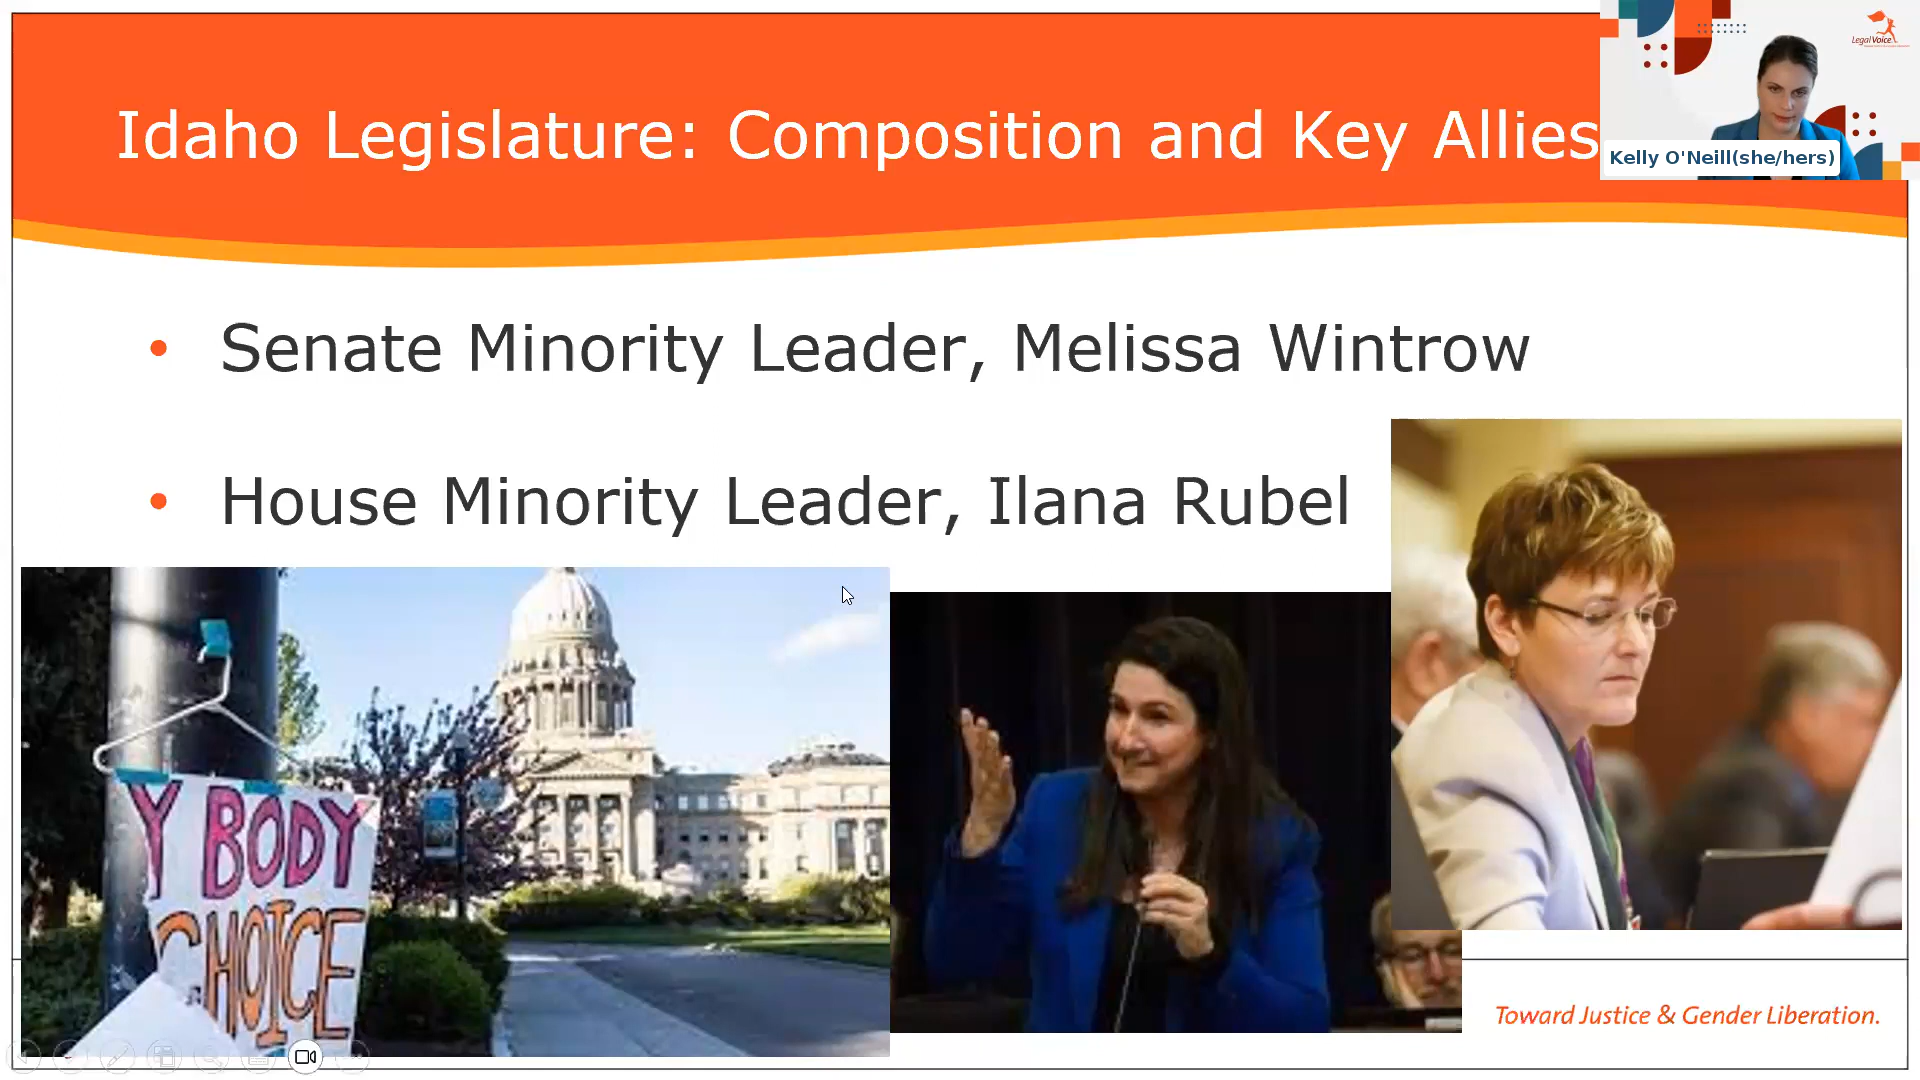 Idaho Legislature: Composition and Key Allies
LegalVoice
Kelly O'Neill(she/hers)
• Senate Minority Leader, Melissa Wintrow
• House Minority Leader, Ilana Rubel
Y BODY
CHOICE
Toward Justice & Gender Liberation.